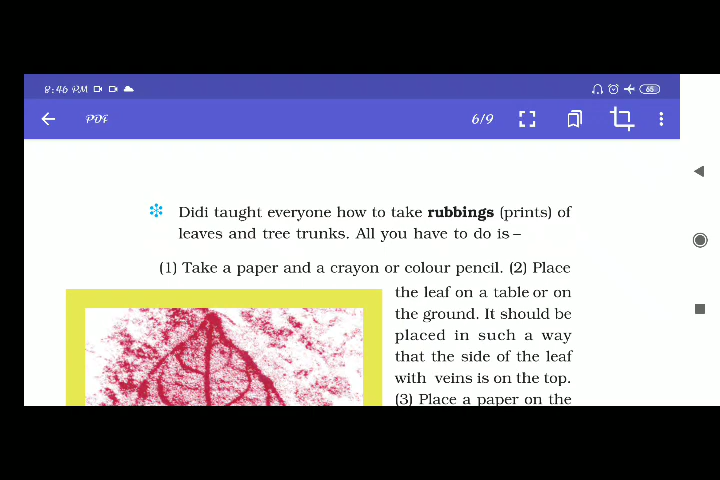 8:46 PM 65
PDF 6/9
Didi taught everyone how to take rubbings (prints) of
leaves and tree trunks. All you have to do is –
(1) Take a paper and a crayon or colour pencil. (2) Place
the leaf on a table or on
the ground. It should be
placed in such a way
that the side of the leaf
with veins is on the top.
(3) Place a paper on the